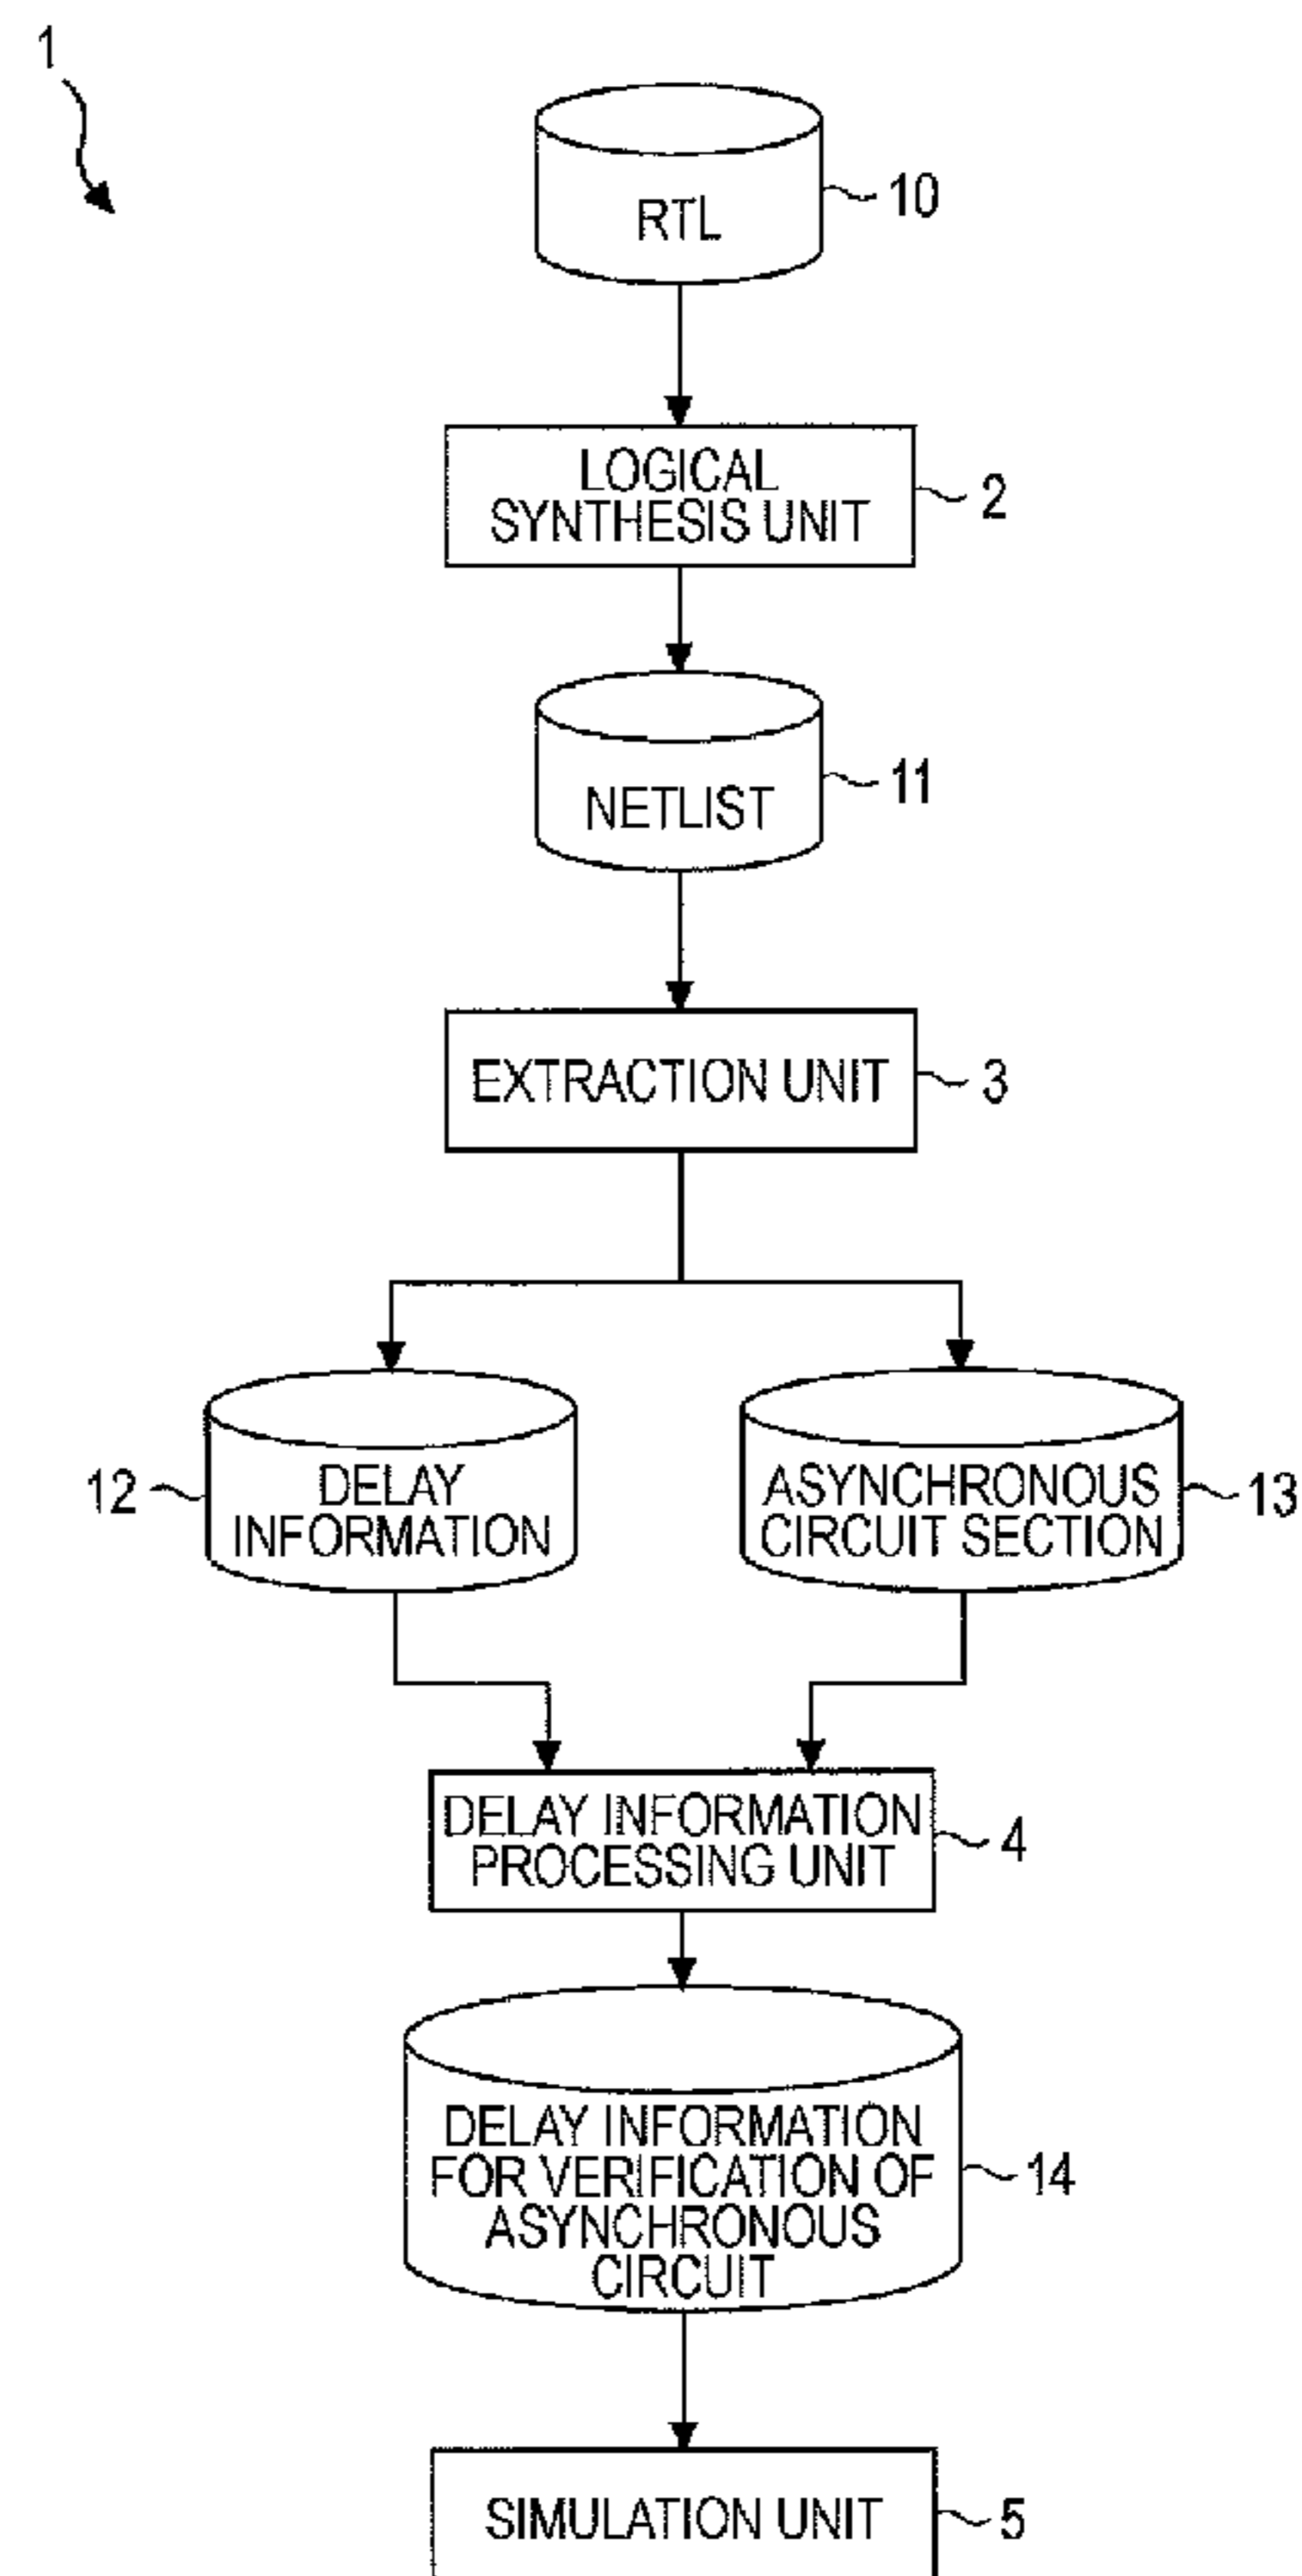 1
RTL
10
LOGICAL
SYNTHESIS UNIT
2
NETLIST
11
EXTRACTION UNIT
3
12
DELAY
INFORMATION
ASYNCHRONOUS
CIRCUIT SECTION
13
DELAY INFORMATION
PROCESSING UNIT
4
DELAY INFORMATION
FOR VERIFICATION OF
ASYNCHRONOUS
CIRCUIT
14
SIMULATION UNIT
5